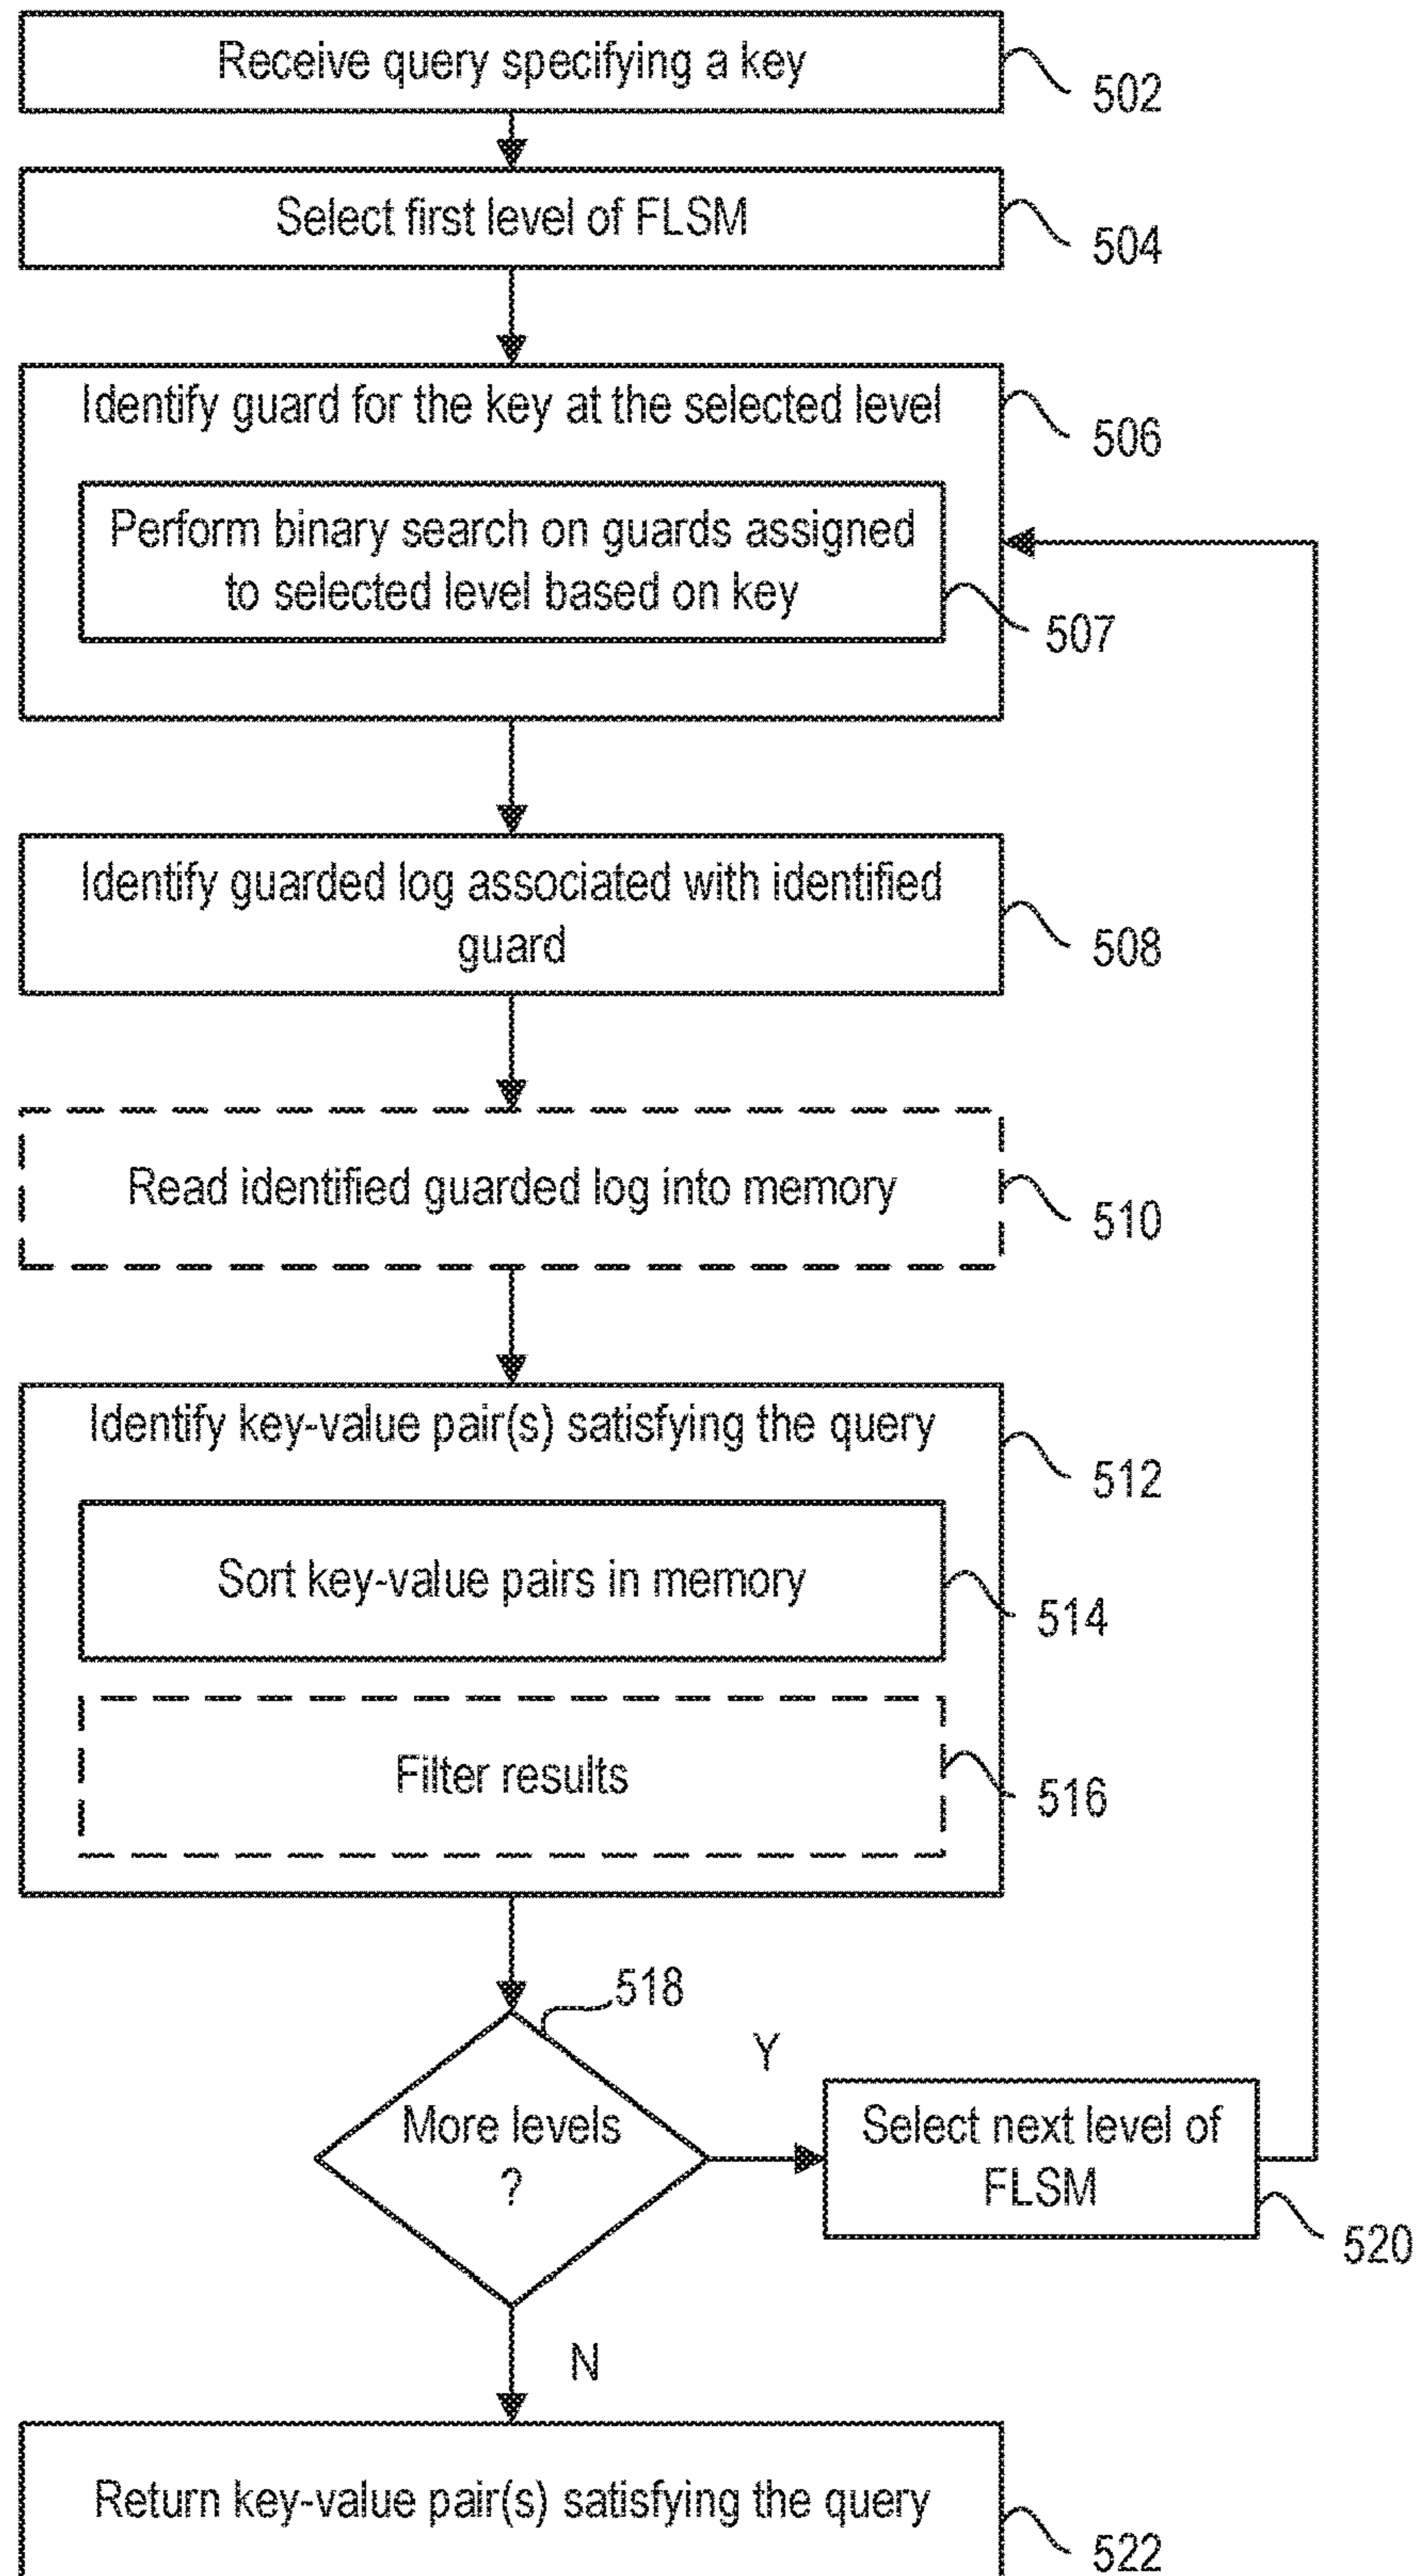 Receive query specifying a key
502
Select first level of FLSM
504
Identify guard for the key at the selected level
506
Perform binary search on guards assigned
to selected level based on key
507
Identify guarded log associated with identified
guard
508
Read identified guarded log into memory
510
Identify key-value pair(s) satisfying the query
512
Sort key-value pairs in memory
514
Filter results
516
518
More levels
?
Y
Select next level of
FLSM
520
N
Return key-value pair(s) satisfying the query
522